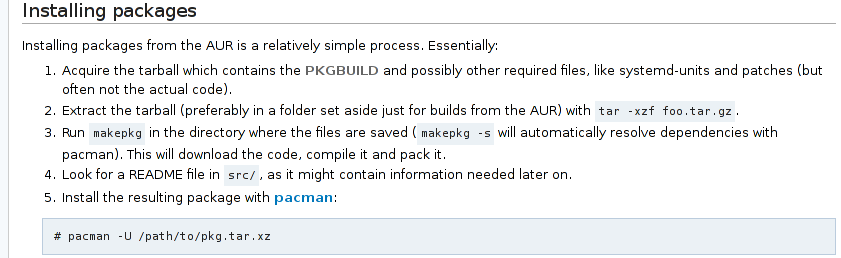 Installing packages
Installing packages from the AUR is a relatively simple process. Essentially:
1. Acquire the tarball which contains the PKGBUILD and possibly other required files, like systemd-units and patches (but
often not the actual code).
2. Extract the tarball (preferably in a folder set aside just for builds from the AUR) with tar -xzf foo.tar.gz.
3. Run makepkg in the directory where the files are saved (makepkg -s will automatically resolve dependencies with
pacman). This will download the code, compile it and pack it.
4. Look for a README file in src/, as it might contain information needed later on.
5. Install the resulting package with pacman:
# pacman -U /path/to/pkg.tar.xz